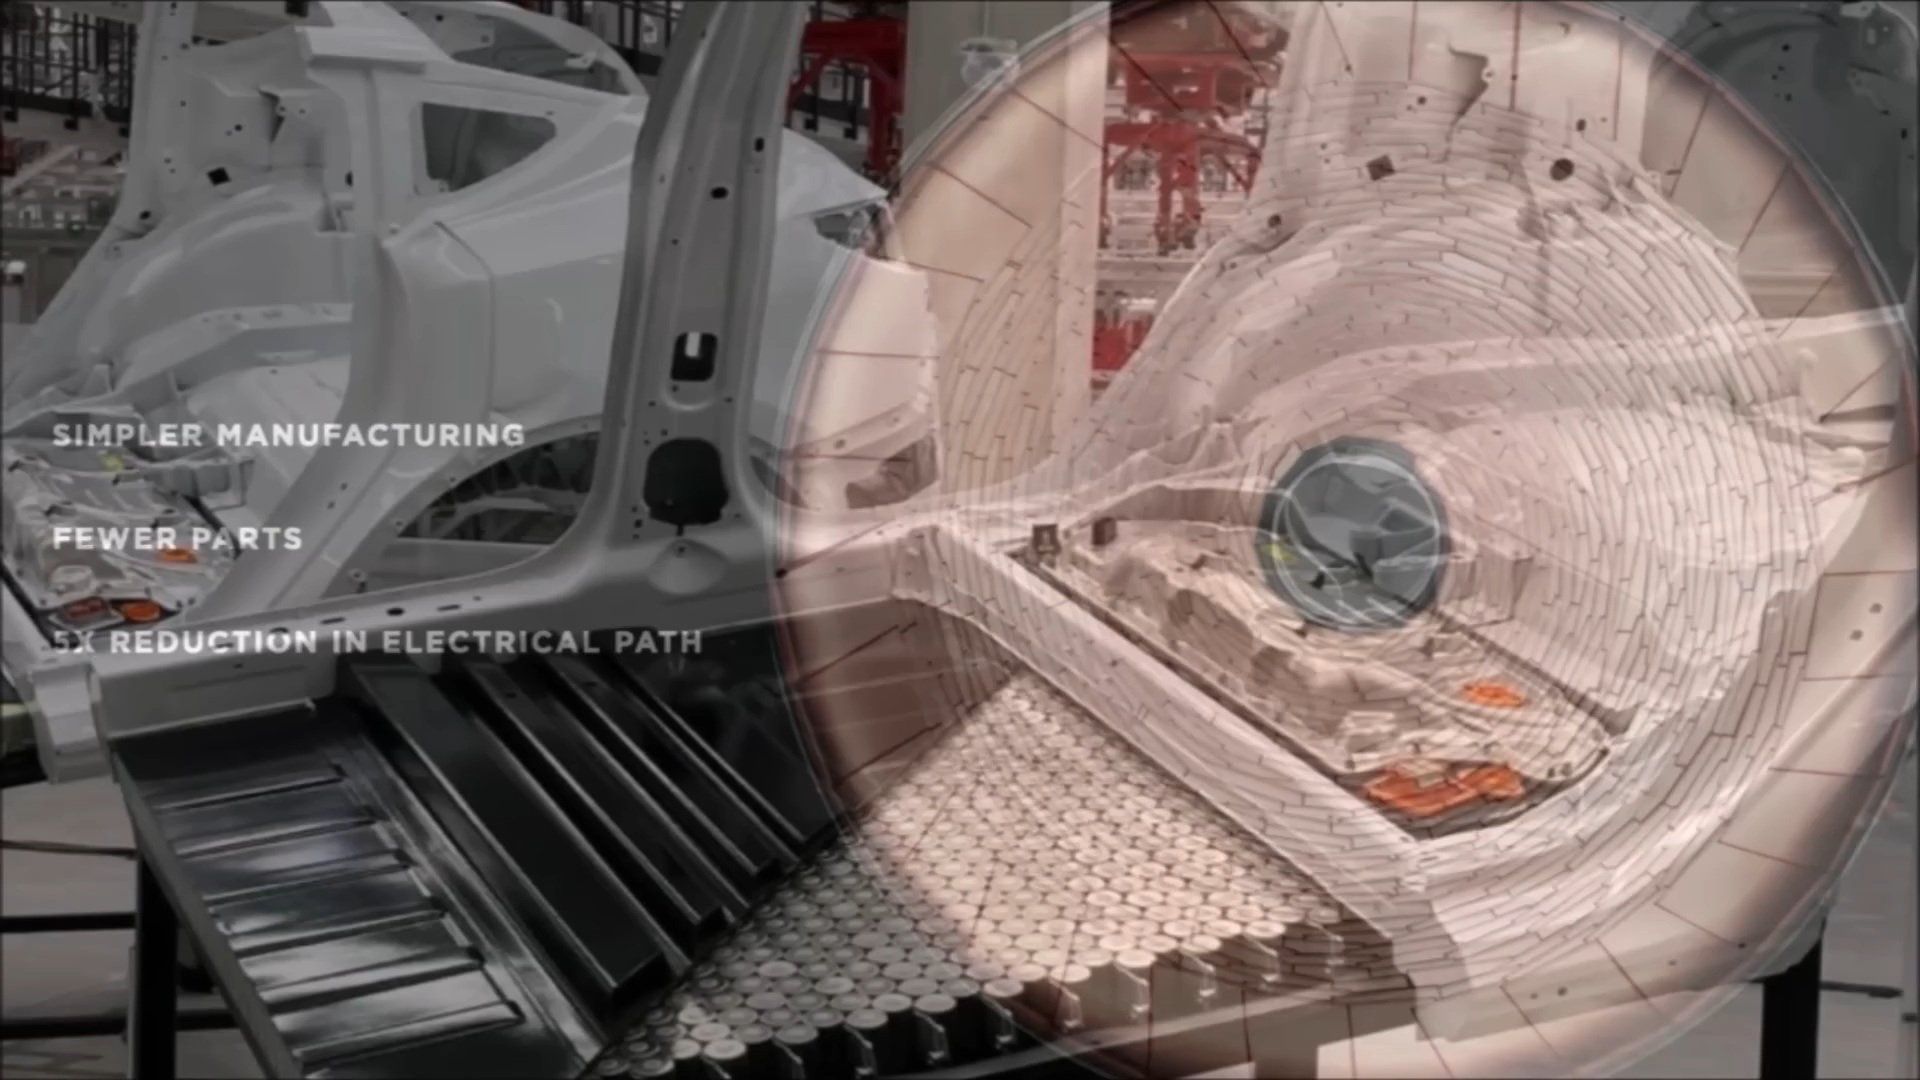 SIMPLER MANUFACTURING
FEWER PARTS
5X REDUCTION IN ELECTRICAL PATH